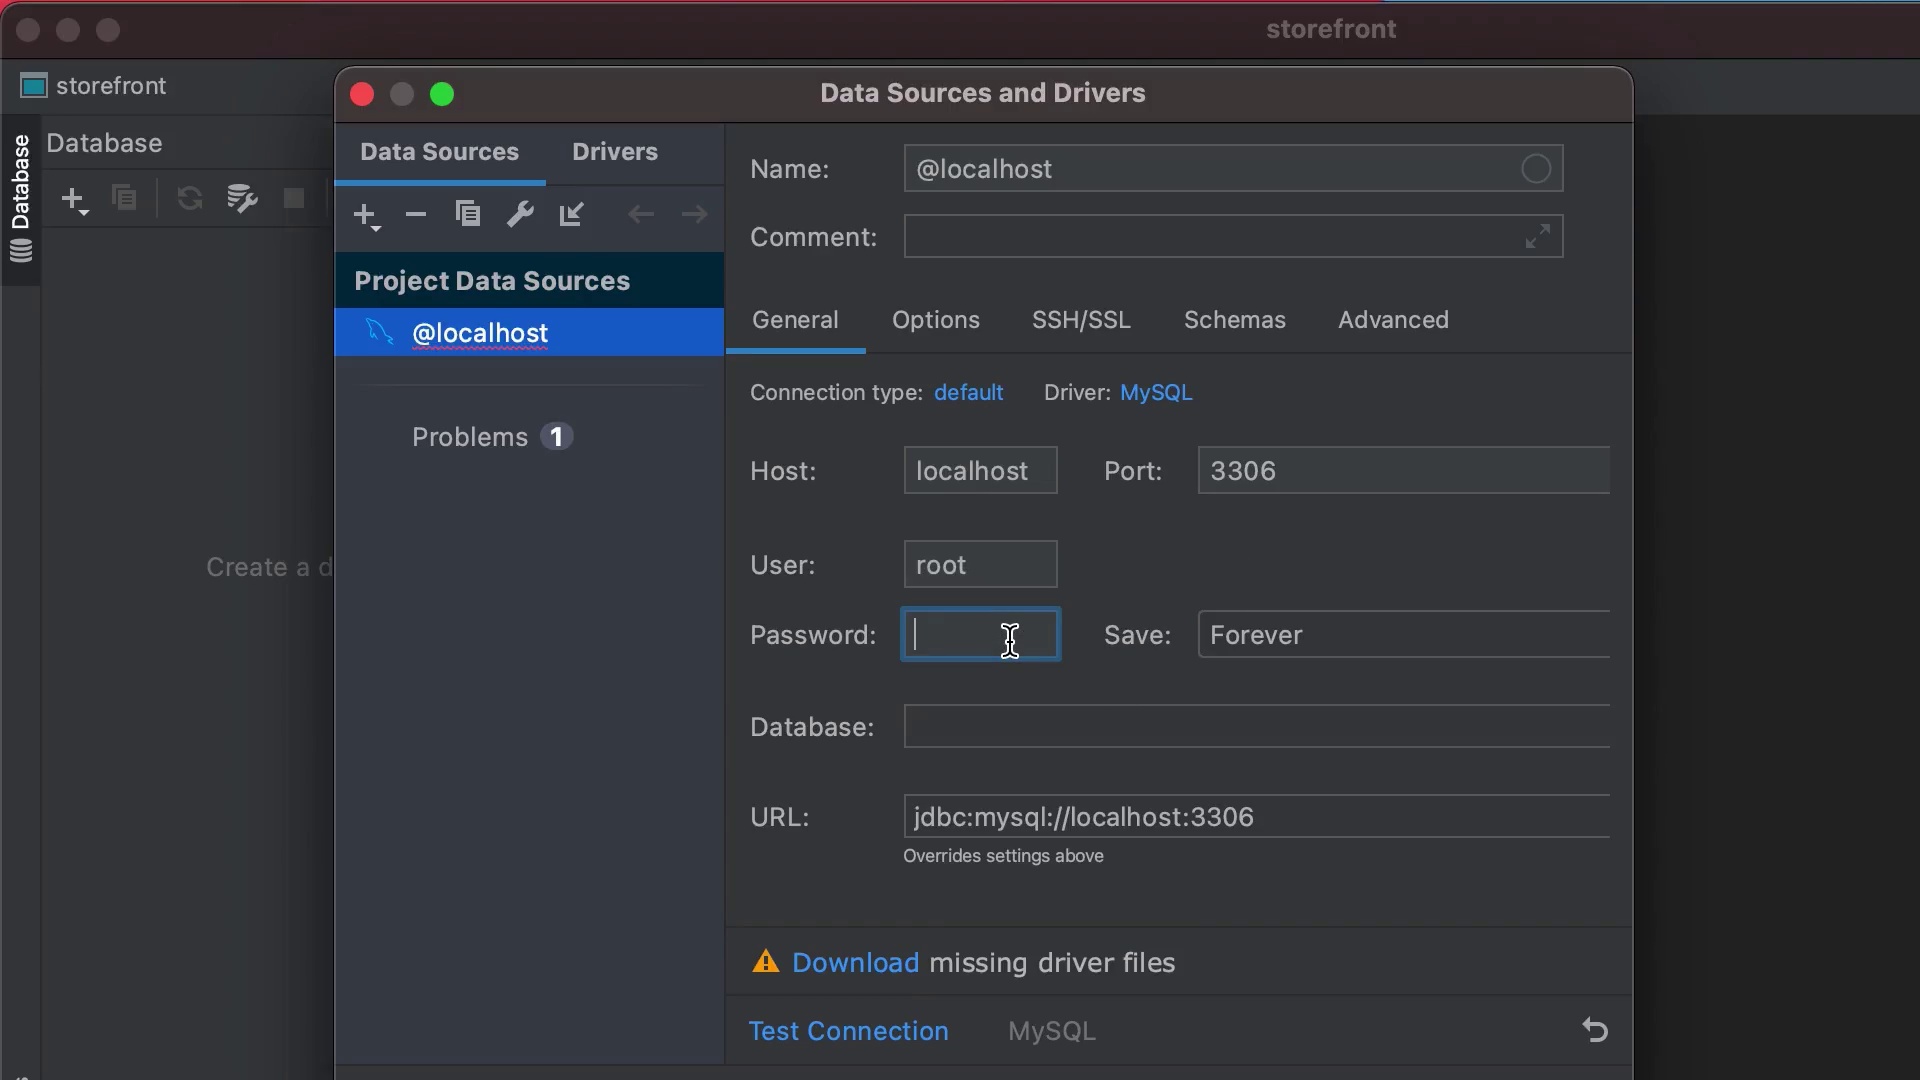 storefront
storefront
Data Sources and Drivers
Database
Database
Data Sources
Drivers
Name: @localhost
Comment:
Project Data Sources
@localhost
Problems 1
General
Options
SSH/SSL
Schemas
Advanced
Connection type: default Driver: MySQL
Host: localhost Port: 3306
Create a d
User: root
Password: Save: Forever
Database:
URL: jdbc:mysql://localhost:3306
Overrides settings above
Download missing driver files
Test Connection MySQL